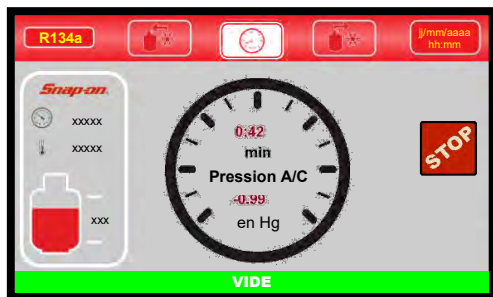 R134a
jj/mm/aaaa
hh:mm
Snap-on
xxxxx
xxxxx
xxx
0:42
min
Pression A/C
-0.99
en Hg
STOP
VIDE